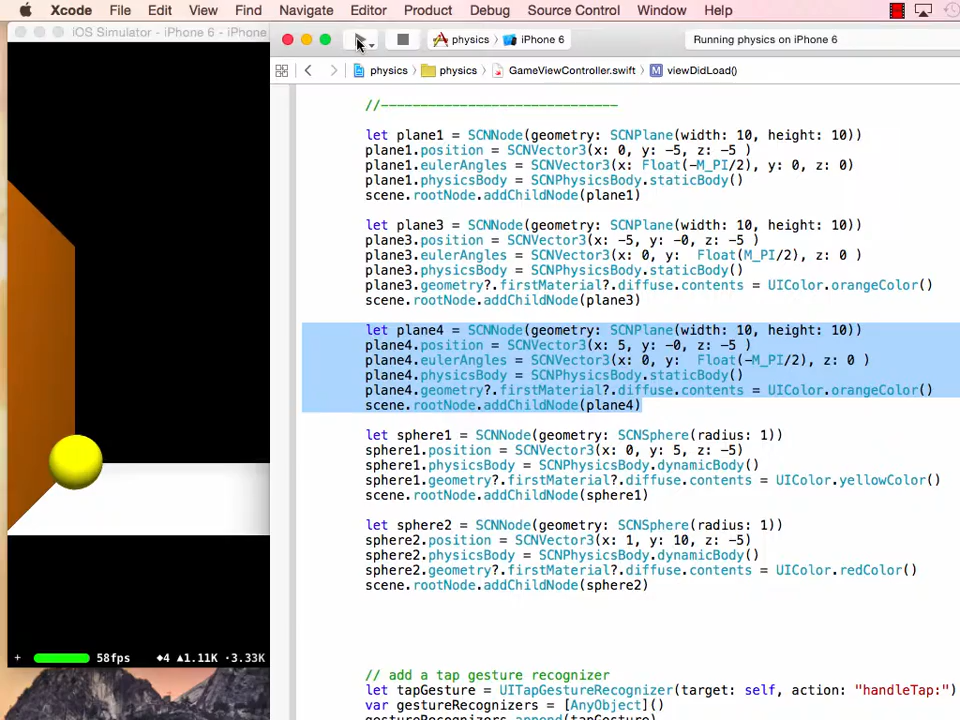 Xcode File Edit View Find Navigate Editor Product Debug Source Control Window Help
iOS Simulator - iPhone 6 - iPhone
physics iPhone 6 Running physics on iPhone 6
physics physics GameViewController.swift M viewDidLoad()
//------------------------------
let plane1 = SCNNode(geometry: SCNPlane(width: 10, height: 10))
plane1.position = SCNVector3(x: 0, y: -5, z: -5 )
plane1.eulerAngles = SCNVector3(x: Float(-M_PI/2), y: 0, z: 0)
plane1.physicsBody = SCNPhysicsBody.staticBody()
scene.rootNode.addChildNode(plane1)
let plane3 = SCNNode(geometry: SCNPlane(width: 10, height: 10))
plane3.position = SCNVector3(x: -5, y: -0, z: -5 )
plane3.eulerAngles = SCNVector3(x: 0, y:  Float(M_PI/2), z: 0 )
plane3.physicsBody = SCNPhysicsBody.staticBody()
plane3.geometry?.firstMaterial?.diffuse.contents = UIColor.orangeColor()
scene.rootNode.addChildNode(plane3)
let plane4 = SCNNode(geometry: SCNPlane(width: 10, height: 10))
plane4.position = SCNVector3(x: 5, y: -0, z: -5 )
plane4.eulerAngles = SCNVector3(x: 0, y:  Float(-M_PI/2), z: 0 )
plane4.physicsBody = SCNPhysicsBody.staticBody()
plane4.geometry?.firstMaterial?.diffuse.contents = UIColor.orangeColor()
scene.rootNode.addChildNode(plane4)
let sphere1 = SCNNode(geometry: SCNSphere(radius: 1))
sphere1.position = SCNVector3(x: 0, y: 5, z: -5)
sphere1.physicsBody = SCNPhysicsBody.dynamicBody()
sphere1.geometry?.firstMaterial?.diffuse.contents = UIColor.yellowColor()
scene.rootNode.addChildNode(sphere1)
let sphere2 = SCNNode(geometry: SCNSphere(radius: 1))
sphere2.position = SCNVector3(x: 1, y: 10, z: -5)
sphere2.physicsBody = SCNPhysicsBody.dynamicBody()
sphere2.geometry?.firstMaterial?.diffuse.contents = UIColor.redColor()
scene.rootNode.addChildNode(sphere2)
+ 58fps ◆4 ▲1.11K ·3.33K
// add a tap gesture recognizer
let tapGesture = UITapGestureRecognizer(target: self, action: "handleTap:")
var gestureRecognizers = [AnyObject]()
gestureRecognizers.append(tapGesture)